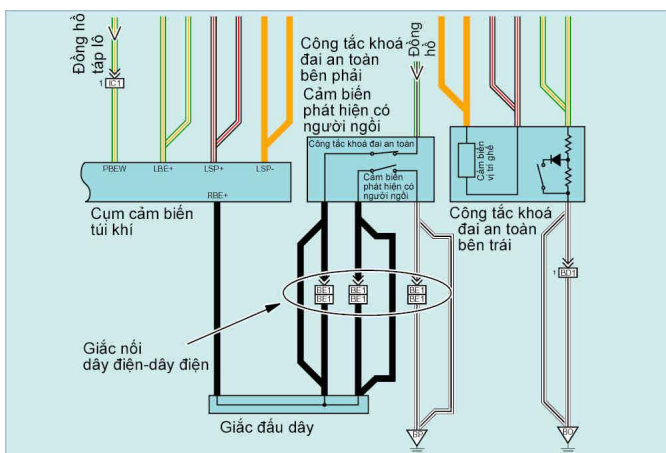 Đồng hồ
táp lô
1 IC1
Công tắc khoá
đai an toàn
bên phải
Cảm biến
phát hiện có
người ngồi
Đồng
hồ
PBEW LBE+ LSP+ LSP-
RBE+
Cụm cảm biến
túi khí
Công tắc khoá đai an toàn
Cảm biến
phát hiện có
người ngồi
Cảm biến
vị trí ghế
Công tắc khoá
đai an toàn
bên trái
BE1 BE1 BE1
BE1 BE1 BE1
1 BD1
Giắc nối
dây điện-dây điện
Giắc đấu dây
BP
BO